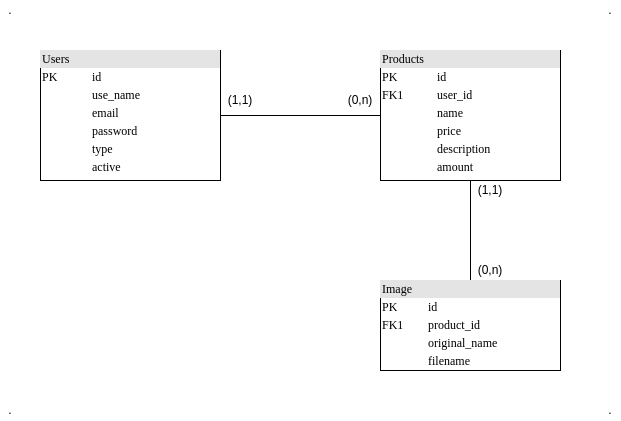 Users
PK id
use_name
email
password
type
active
(1,1) (0,n)
Products
PK id
FK1 user_id
name
price
description
amount
(1,1)
(0,n)
Image
PK id
FK1 product_id
original_name
filename